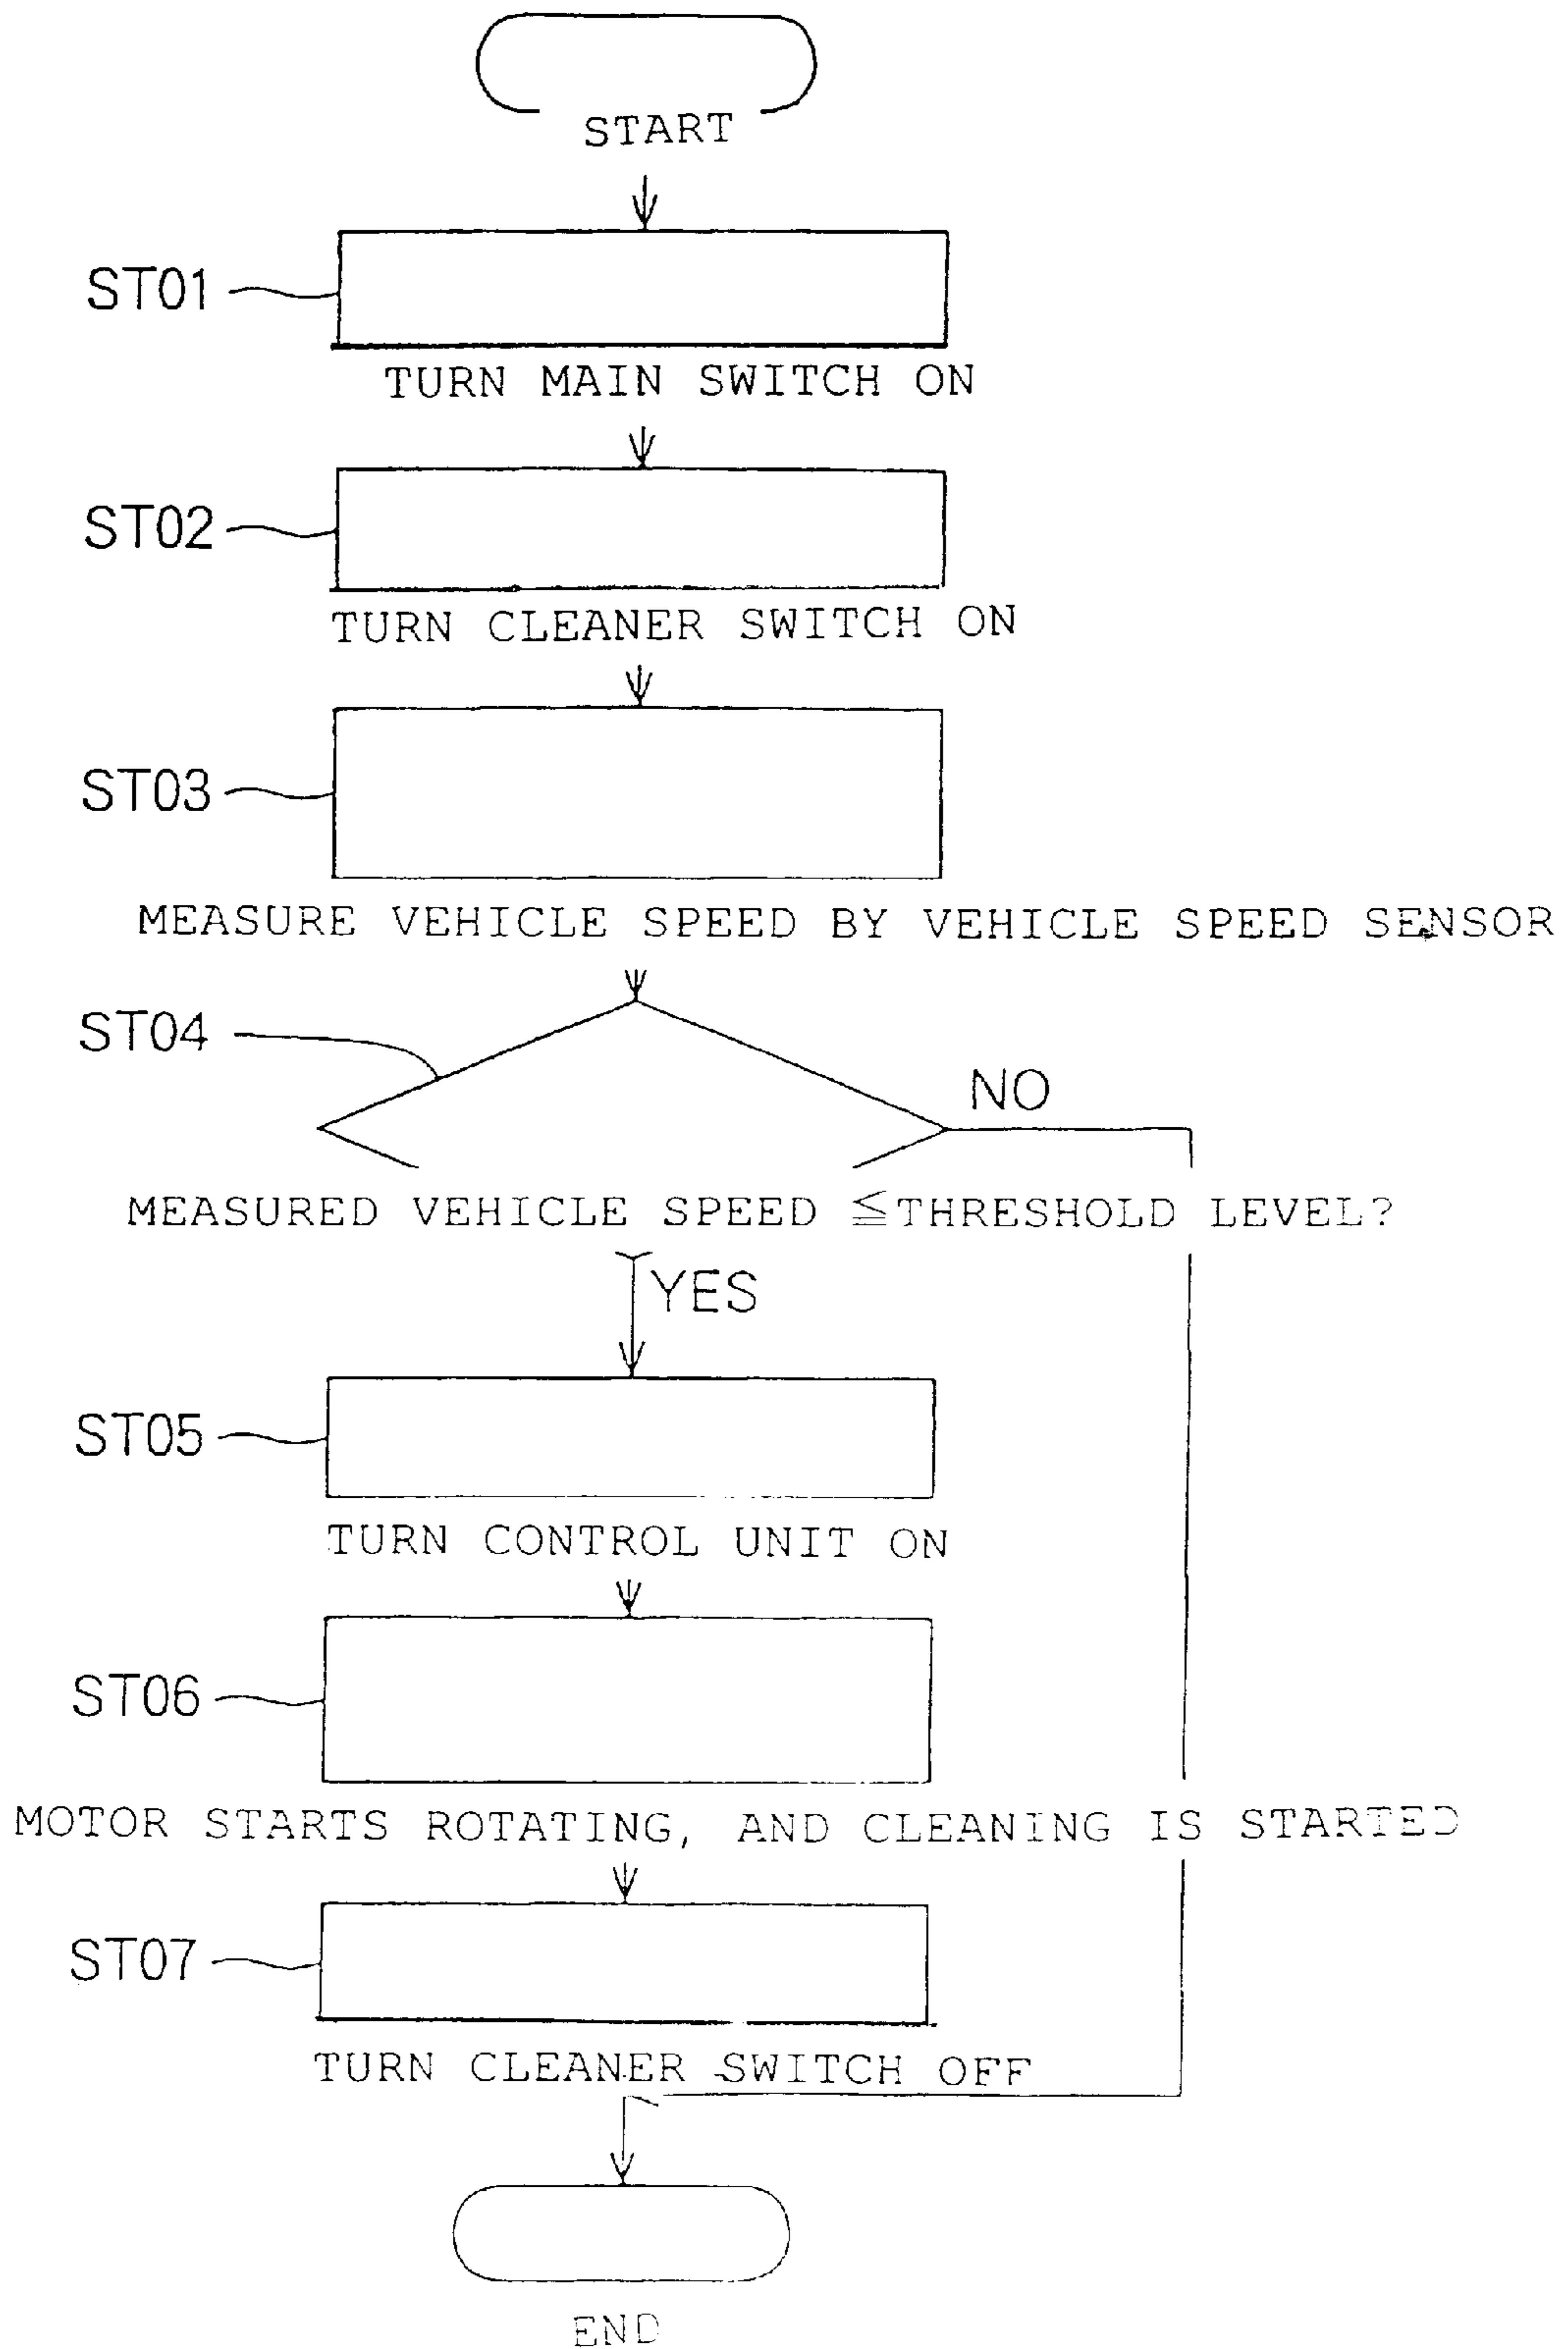 START
ST01
TURN MAIN SWITCH ON
ST02
TURN CLEANER SWITCH ON
ST03
MEASURE VEHICLE SPEED BY VEHICLE SPEED SENSOR
ST04
NO
MEASURED VEHICLE SPEED ≦THRESHOLD LEVEL?
YES
ST05
TURN CONTROL UNIT ON
ST06
MOTOR STARTS ROTATING, AND CLEANING IS STARTED
ST07
TURN CLEANER SWITCH OFF
END